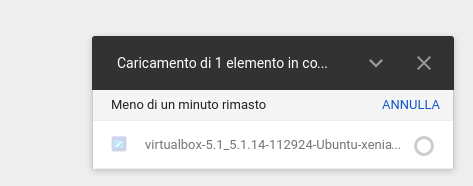 Caricamento di 1 elemento in co...
Meno di un minuto rimasto ANNULLA
virtualbox-5.1_5.1.14-112924-Ubuntu-xenia...